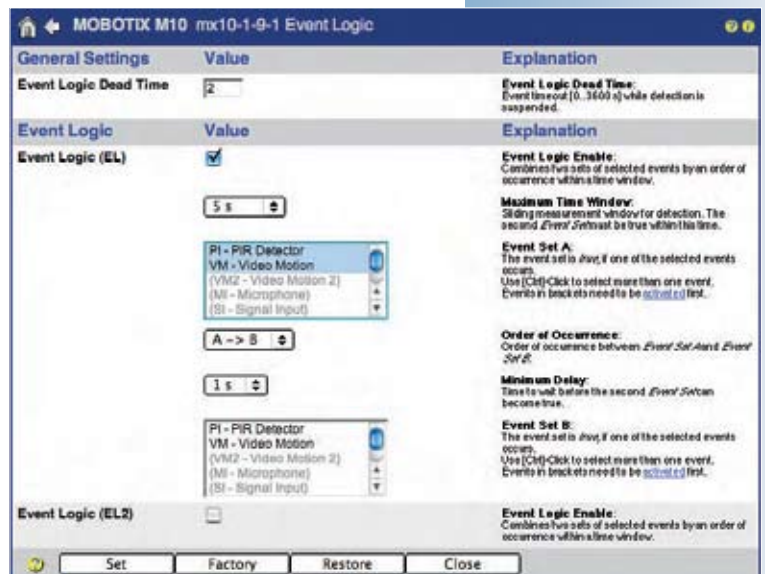 MOBOTIX M10 mx10-1-9-1 Event Logic
General Settings Value Explanation
Event Logic Dead Time 2 Event Logic Dead Time:
Event timeout [0..3600 s] while detection is
suspended.
Event Logic Value Explanation
Event Logic (EL) Event Logic Enable:
Combines two sets of selected events by an order of
occurrence within a time window.
5 s Maximum Time Window:
Sliding measurement window for detection. The
second Event Set must be true within this time.
PI - PIR Detector
VM - Video Motion
(VM2 - Video Motion 2)
(MI - Microphone)
(SI - Signal Input)
Event Set A:
The event set is true, if one of the selected events
occurs.
Use [Ctrl]-Click to select more than one event.
Events in brackets need to be activated first.
A -> B Order of Occurrence:
Order of occurrence between Event Set A and Event
Set B.
1 s Minimum Delay:
Time to wait before the second Event Set can
become true.
PI - PIR Detector
VM - Video Motion
(VM2 - Video Motion 2)
(MI - Microphone)
(SI - Signal Input)
Event Set B:
The event set is true, if one of the selected events
occurs.
Use [Ctrl]-Click to select more than one event.
Events in brackets need to be activated first.
Event Logic (EL2) Event Logic Enable:
Combines two sets of selected events by an order of
occurrence within a time window.
Set Factory Restore Close